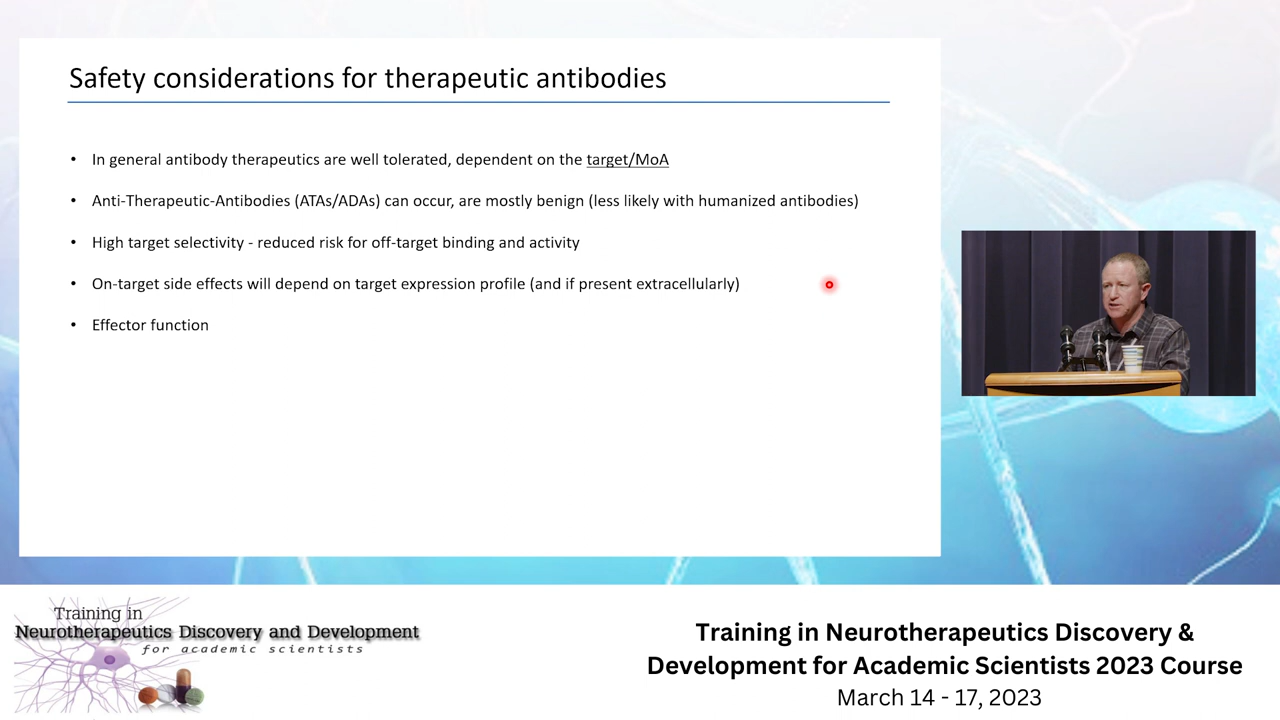 Safety considerations for therapeutic antibodies
• In general antibody therapeutics are well tolerated, dependent on the target/MoA
• Anti-Therapeutic-Antibodies (ATAs/ADAs) can occur, are mostly benign (less likely with humanized antibodies)
• High target selectivity - reduced risk for off-target binding and activity
• On-target side effects will depend on target expression profile (and if present extracellularly)
• Effector function
Training in
Neurotherapeutics Discovery and Development
for academic scientists
Training in Neurotherapeutics Discovery &
Development for Academic Scientists 2023 Course
March 14 - 17, 2023